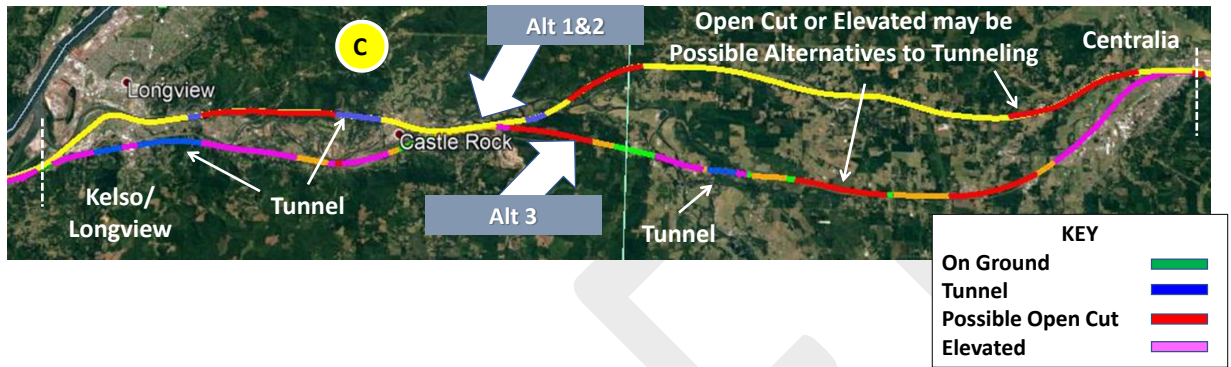 C
Alt 1&2
Open Cut or Elevated may be
Possible Alternatives to Tunneling
Centralia
Longview
Castle Rock
Kelso/
Longview
Tunnel
Alt 3
Tunnel
KEY
On Ground
Tunnel
Possible Open Cut
Elevated